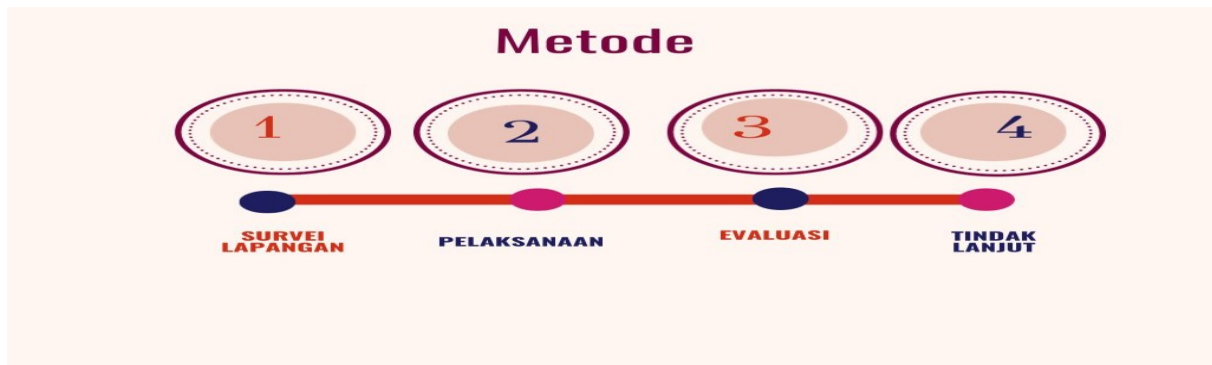 Metode
1
2
3
4
SURVEI
LAPANGAN
PELAKSANAAN
EVALUASI
TINDAK
LANJUT